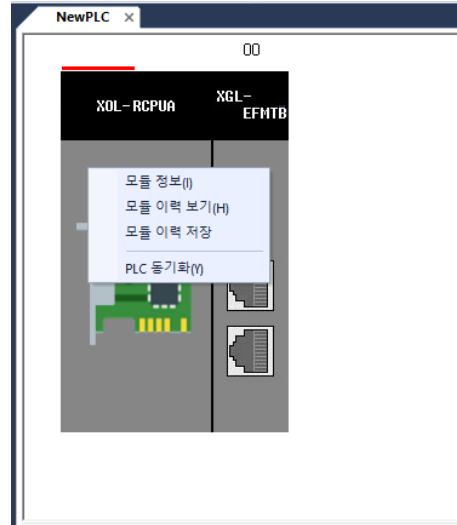 NewPLC ×
00
XOL-RCPUA
XGL-
EFMTB
모듈 정보(I)
모듈 이력 보기(H)
모듈 이력 저장
PLC 동기화(Y)